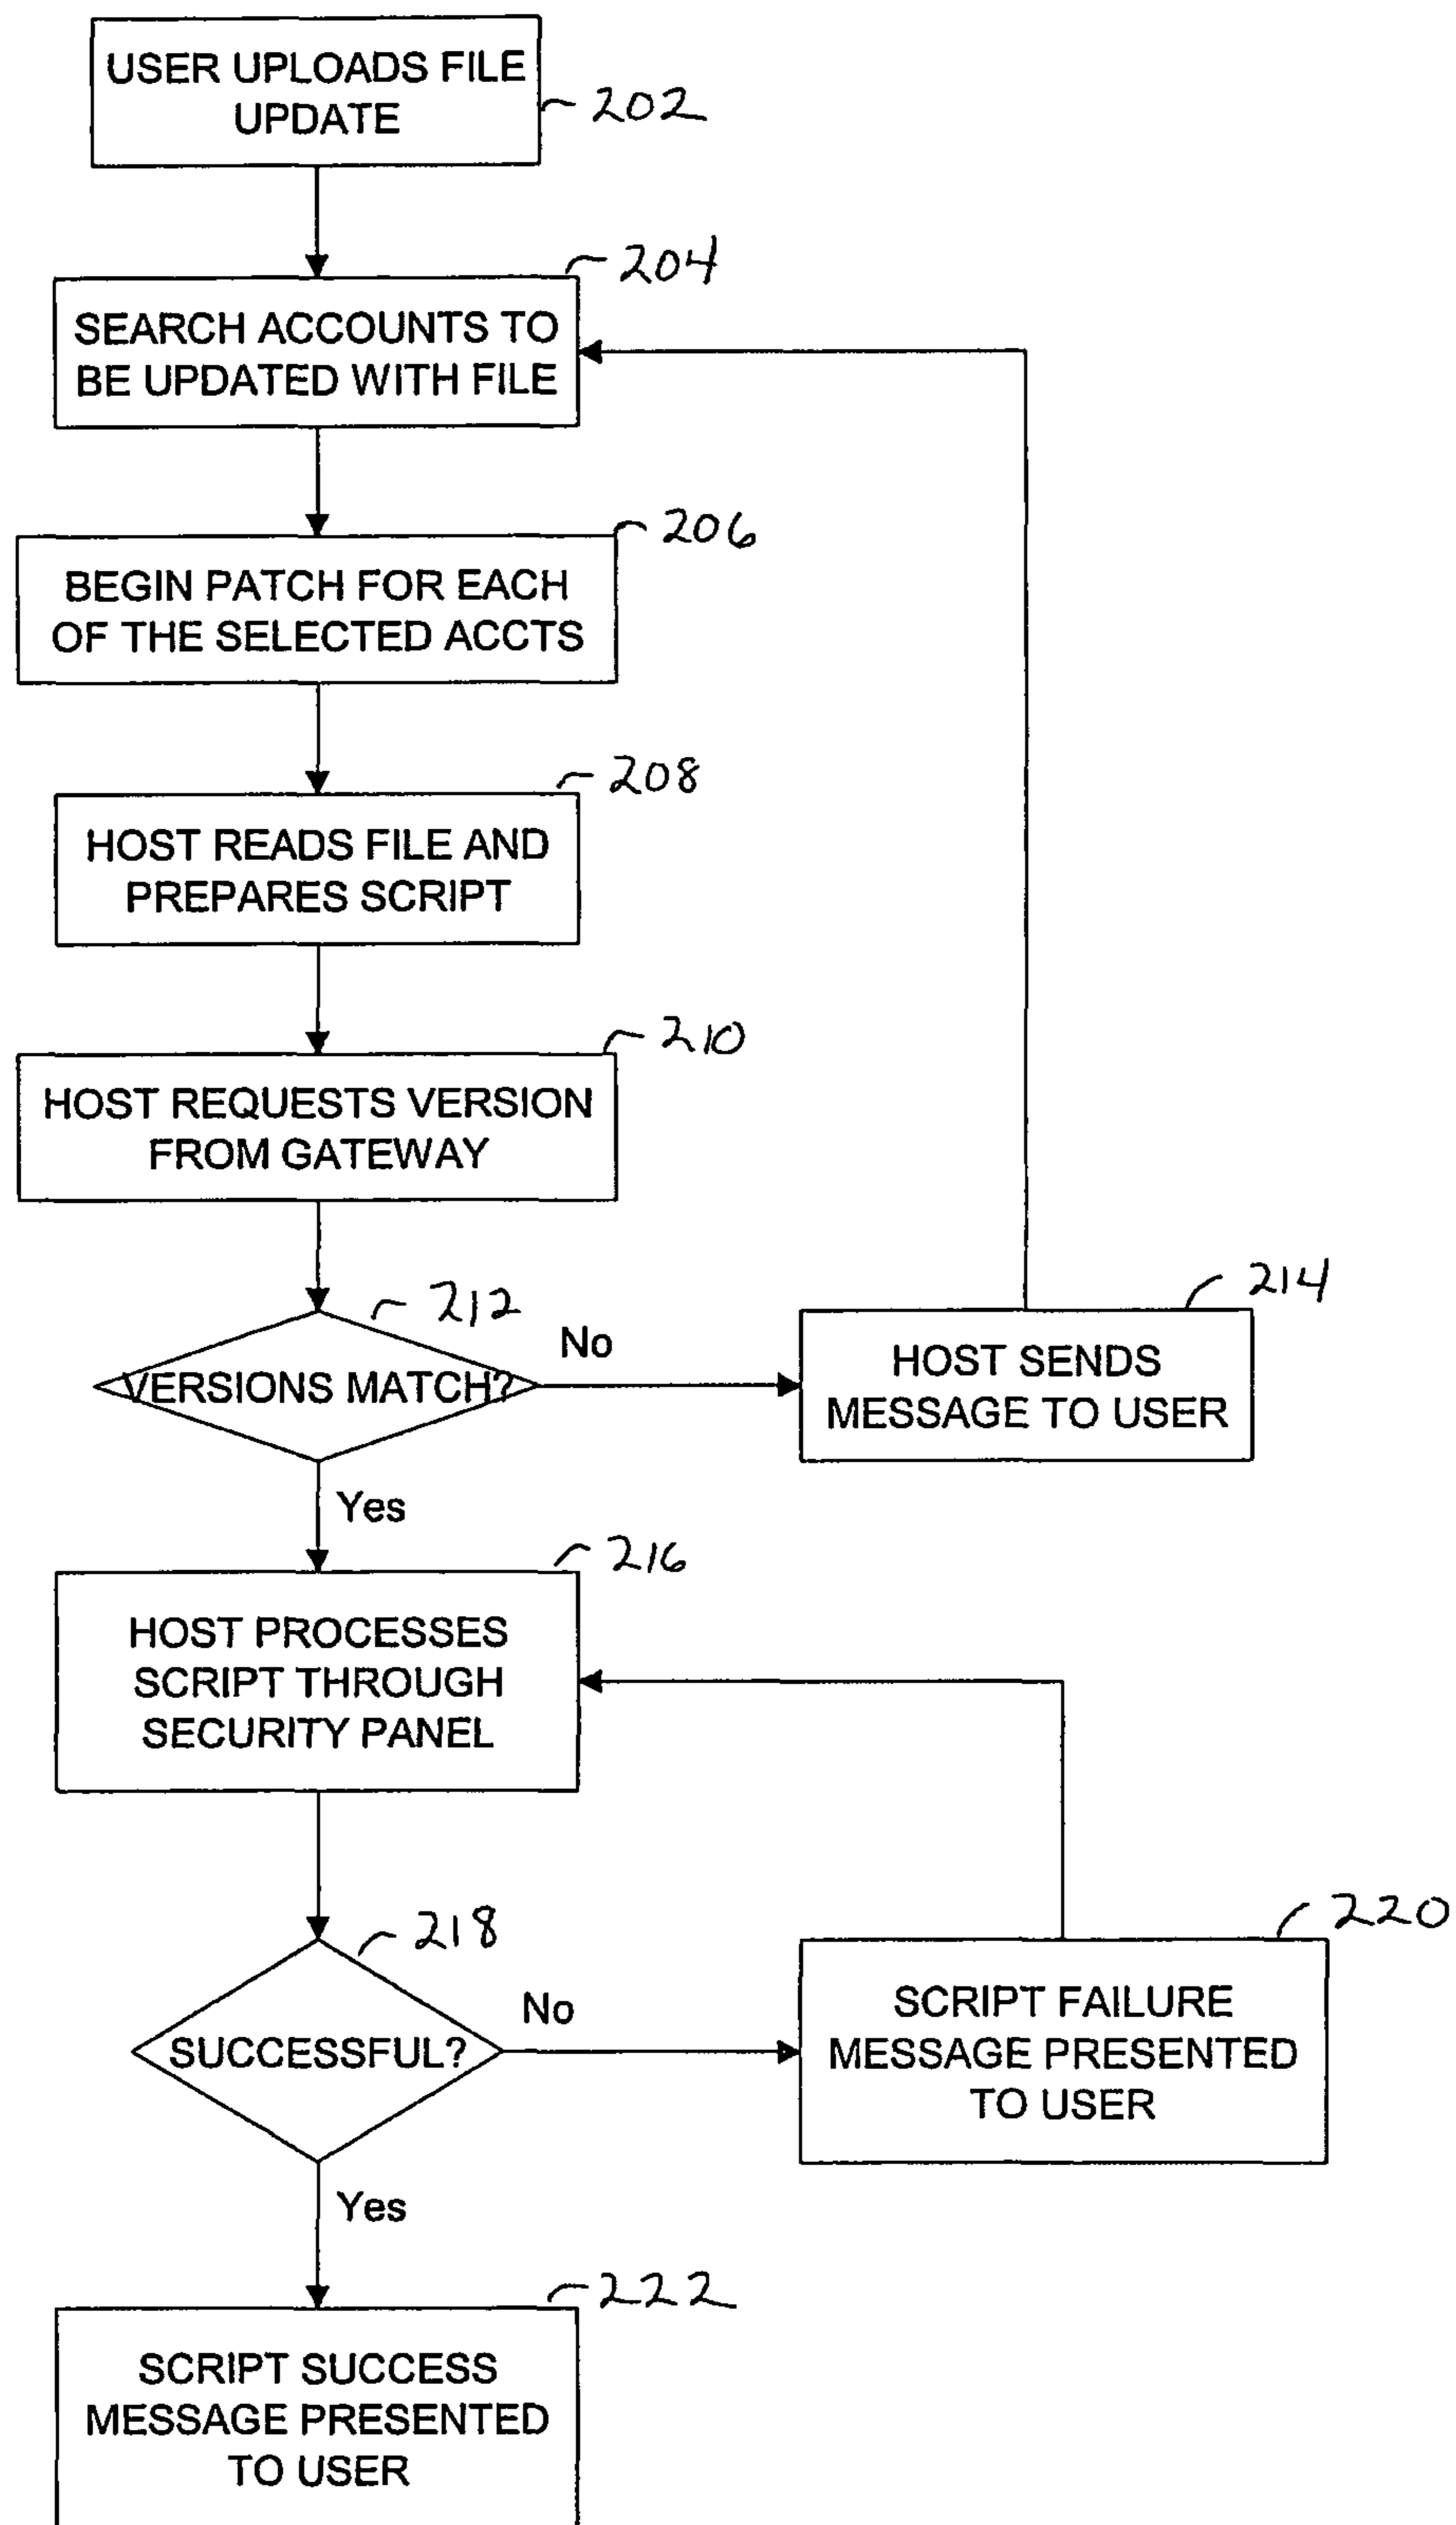 USER UPLOADS FILE
UPDATE
202
204
SEARCH ACCOUNTS TO
BE UPDATED WITH FILE
206
BEGIN PATCH FOR EACH
OF THE SELECTED ACCTS
208
HOST READS FILE AND
PREPARES SCRIPT
210
HOST REQUESTS VERSION
FROM GATEWAY
212
VERSIONS MATCH?
No
214
HOST SENDS
MESSAGE TO USER
Yes
216
HOST PROCESSES
SCRIPT THROUGH
SECURITY PANEL
218
SUCCESSFUL?
No
220
SCRIPT FAILURE
MESSAGE PRESENTED
TO USER
Yes
222
SCRIPT SUCCESS
MESSAGE PRESENTED
TO USER